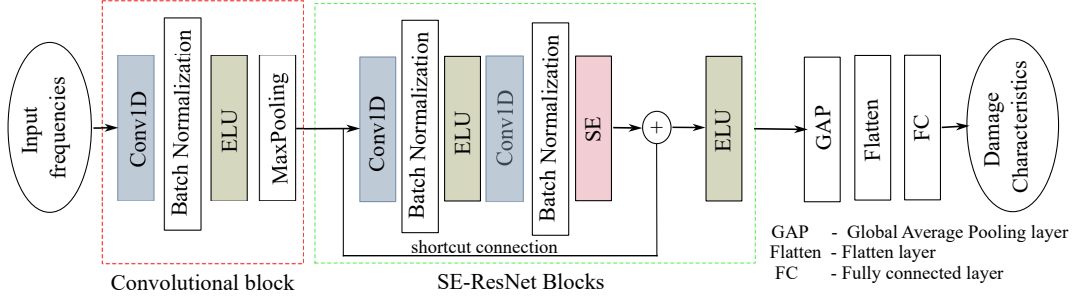 Input
frequencies
Conv1D
Batch Normalization
ELU
MaxPooling
Convolutional block
Conv1D
Batch Normalization
ELU
Conv1D
Batch Normalization
SE
+
ELU
shortcut connection
SE-ResNet Blocks
GAP
Flatten
FC
Damage
Characteristics
GAP - Global Average Pooling layer
Flatten - Flatten layer
FC - Fully connected layer